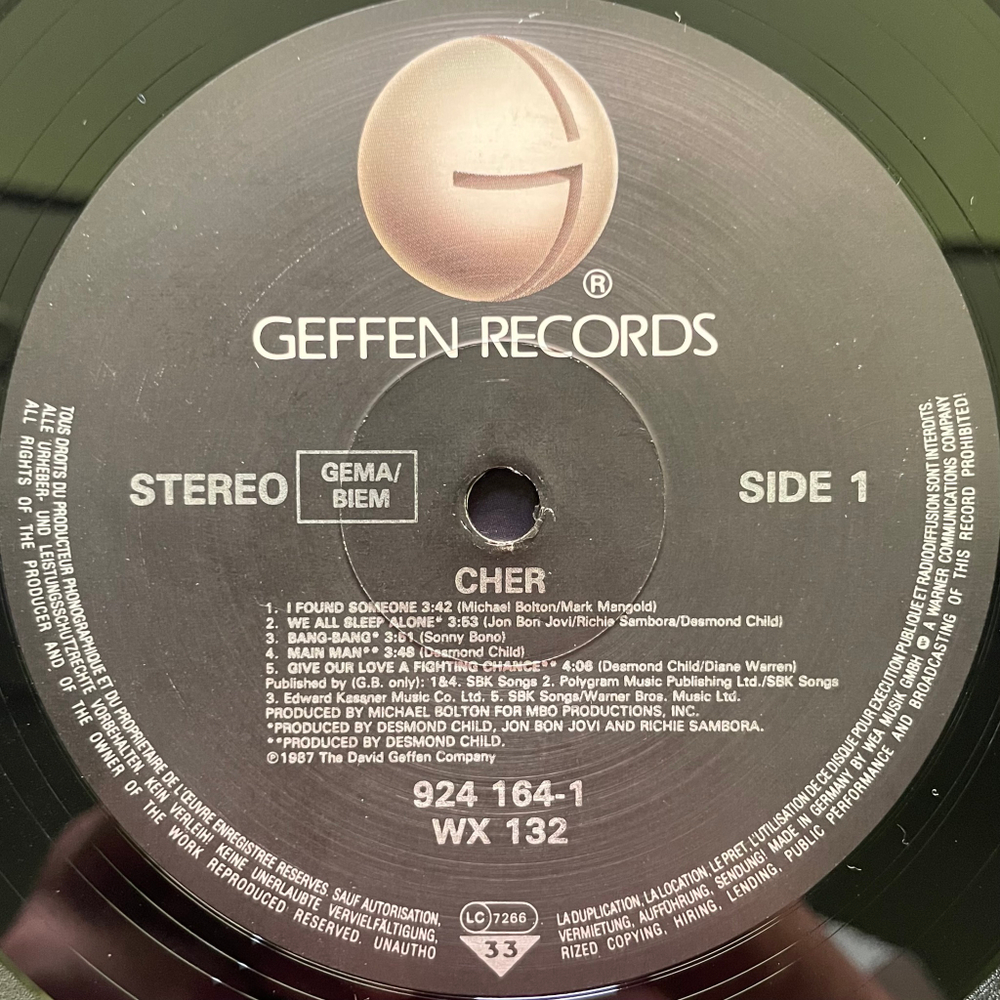 ®
GEFFEN RECORDS
STEREO
GEMA/
BIEM
SIDE 1
CHER
1. I FOUND SOMEONE 3:42 (Michael Bolton/Mark Mangold)
2. WE ALL SLEEP ALONE* 3:53 (Jon Bon Jovi/Richie Sambora/Desmond Child)
3. BANG-BANG* 3:51 (Sonny Bono)
4. MAIN MAN** 3:48 (Desmond Child)
5. GIVE OUR LOVE A FIGHTING CHANCE** 4:06 (Desmond Child/Diane Warren)
Published by (G.B. only): 1&4. SBK Songs 2. Polygram Music Publishing Ltd./SBK Songs
3. Edward Kassner Music Co. Ltd. 5. SBK Songs/Warner Bros. Music Ltd.
PRODUCED BY MICHAEL BOLTON FOR MBO PRODUCTIONS, INC.
*PRODUCED BY DESMOND CHILD, JON BON JOVI AND RICHIE SAMBORA.
**PRODUCED BY DESMOND CHILD.
℗1987 The David Geffen Company
924 164-1
WX 132
LC 7266
33
TOUS DROITS DU PRODUCTEUR PHONOGRAPHIQUE ET DU PROPRIETAIRE DE L'ŒUVRE ENREGISTREE RESERVES. SAUF AUTORISATION,
LA DUPLICATION, LA LOCATION, LE PRET, L'UTILISATION DE CE DISQUE POUR EXECUTION PUBLIQUE ET RADIODIFFUSION SONT INTERDITS.
ALLE URHEBER- UND LEISTUNGSSCHUTZRECHTE VORBEHALTEN. KEIN VERLEIH! KEINE UNERLAUBTE VERVIELFÄLTIGUNG,
VERMIETUNG, AUFFÜHRUNG, SENDUNG! MADE IN GERMANY BY WEA MUSIK GMBH A WARNER COMMUNICATIONS COMPANY
ALL RIGHTS OF THE PRODUCER AND OF THE OWNER OF THE WORK REPRODUCED RESERVED. UNAUTHO
RIZED COPYING, HIRING, LENDING, PUBLIC PERFORMANCE AND BROADCASTING OF THIS RECORD PROHIBITED!